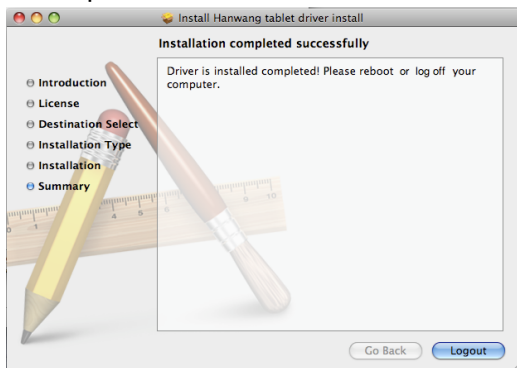 Install Hanwang tablet driver install
Installation completed successfully
Introduction
License
Destination Select
Installation Type
Installation
Summary
Driver is installed completed! Please reboot or log off your
computer.
Go Back
Logout